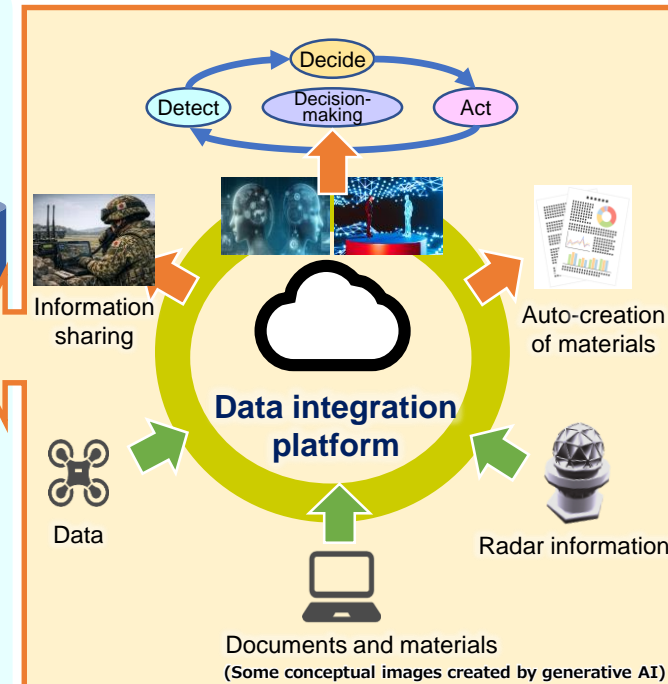 Decide
Detect
Decision-
making
Act
Information
sharing
Auto-creation
of materials
Data integration
platform
Data
Radar information
Documents and materials
(Some conceptual images created by generative AI)